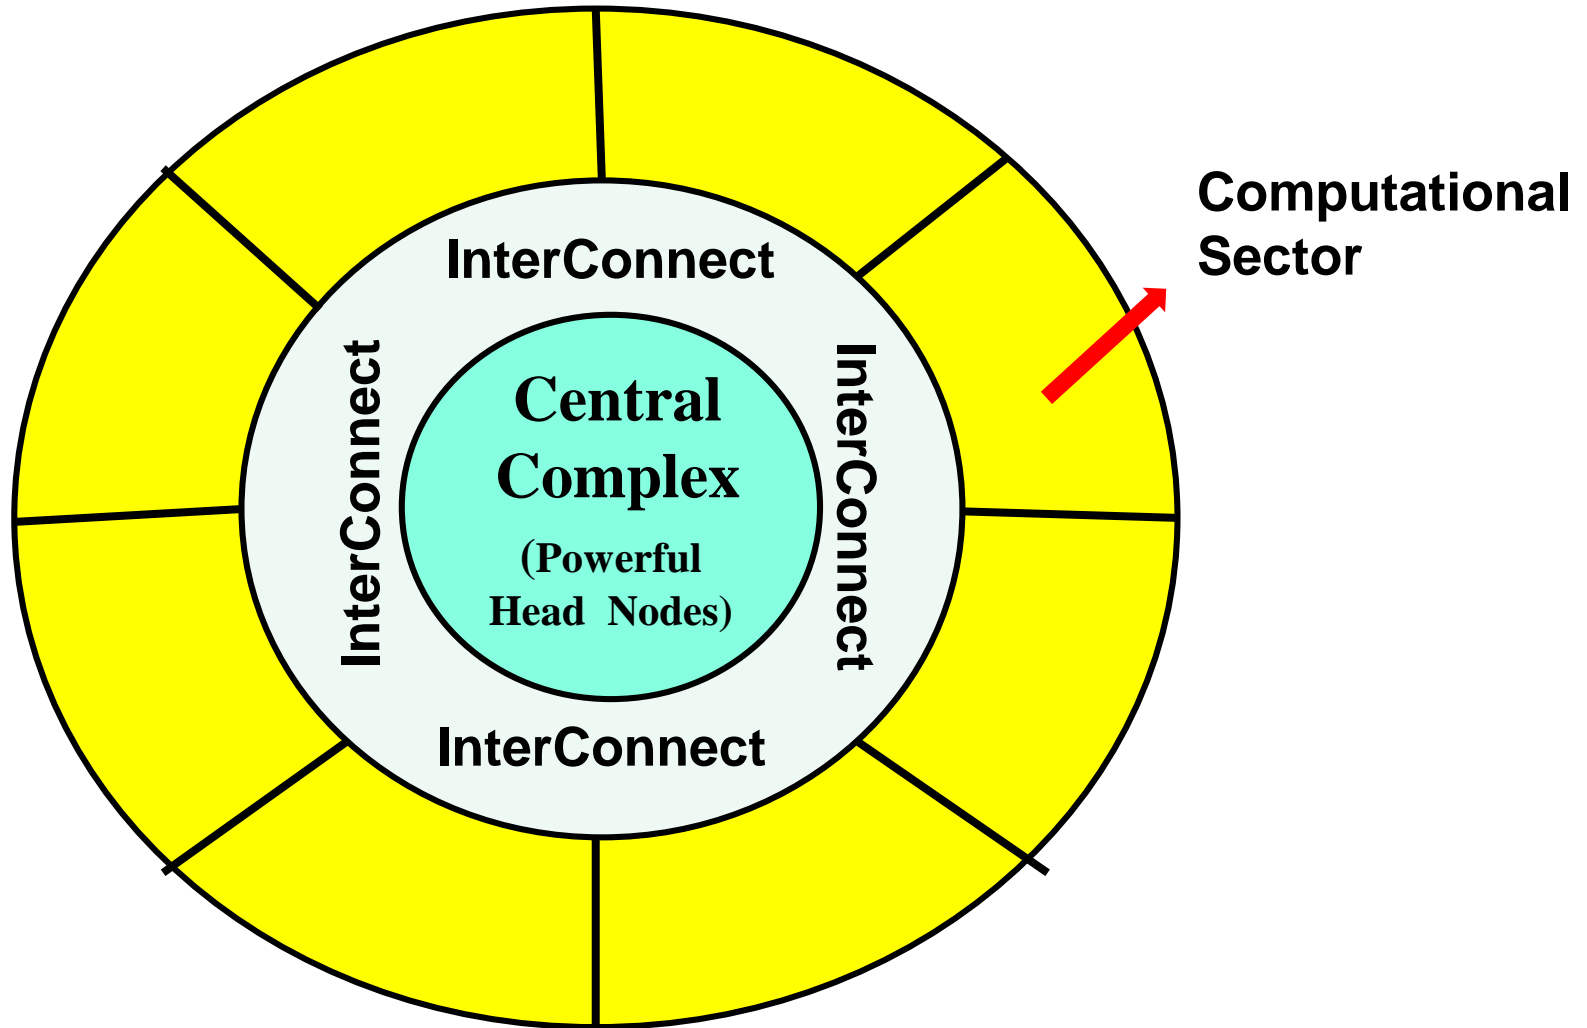 InterConnect
Computational
Sector
InterConnect
Central
Complex
(Powerful
Head Nodes)
InterConnect
InterConnect